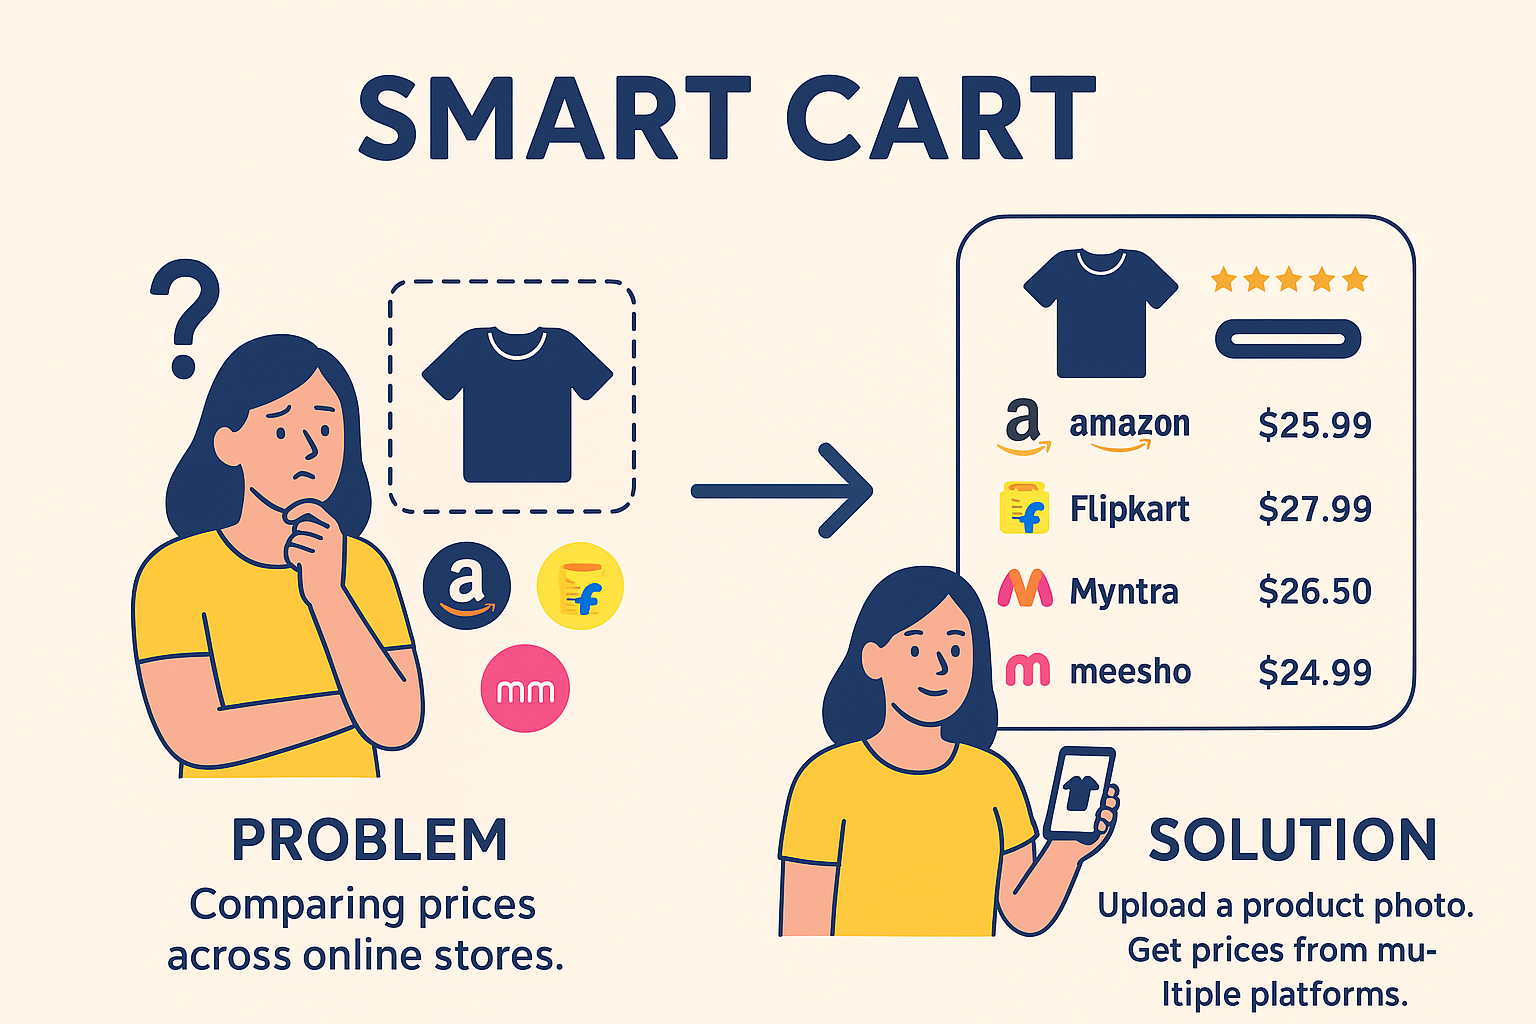 SMART CART
?
a
f
mm
PROBLEM
Comparing prices
across online stores.
a amazon $25.99
f Flipkart $27.99
M Myntra $26.50
m meesho $24.99
SOLUTION
Upload a product photo.
Get prices from mu-
ltiple platforms.